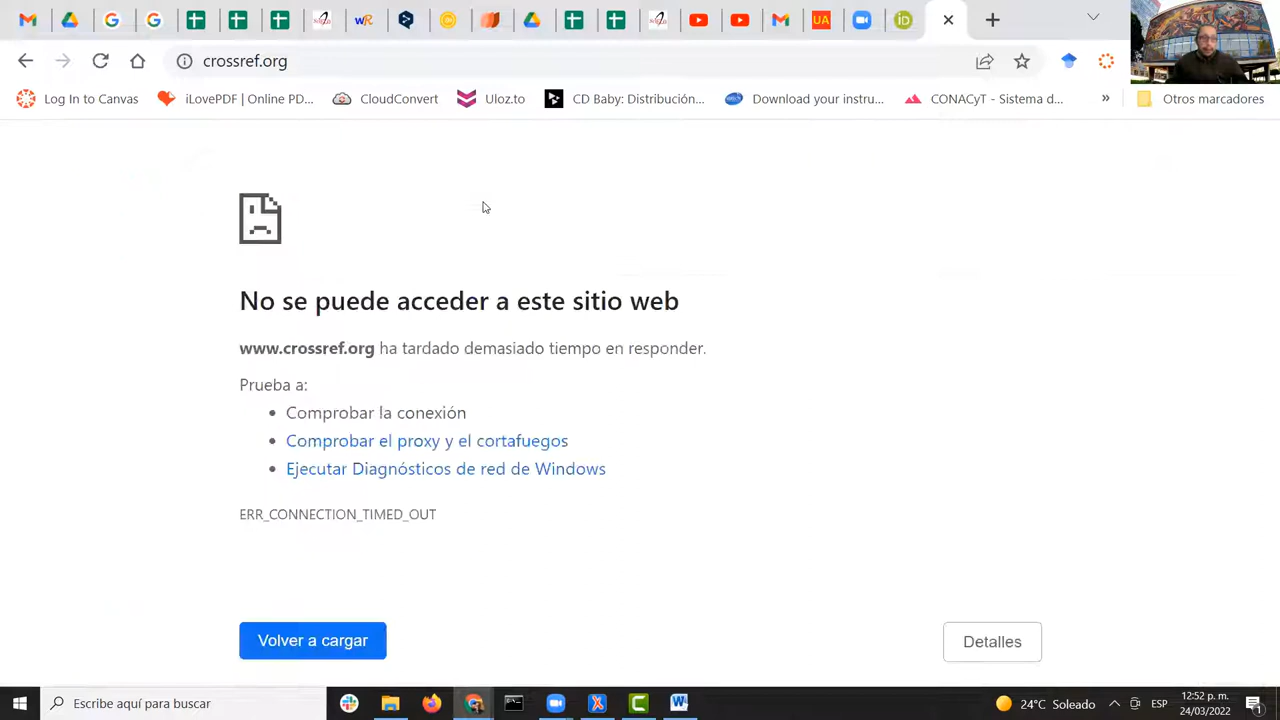 wR
UA
iD
crossref.org
Log In to Canvas
iLovePDF | Online PD...
CloudConvert
Uloz.to
CD Baby: Distribución...
Download your instru...
CONACyT - Sistema d...
»
Otros marcadores
No se puede acceder a este sitio web
www.crossref.org ha tardado demasiado tiempo en responder.
Prueba a:
• Comprobar la conexión
• Comprobar el proxy y el cortafuegos
• Ejecutar Diagnósticos de red de Windows
ERR_CONNECTION_TIMED_OUT
Volver a cargar
Detalles
Escribe aquí para buscar
24°C Soleado
ESP
12:52 p. m.
24/03/2022